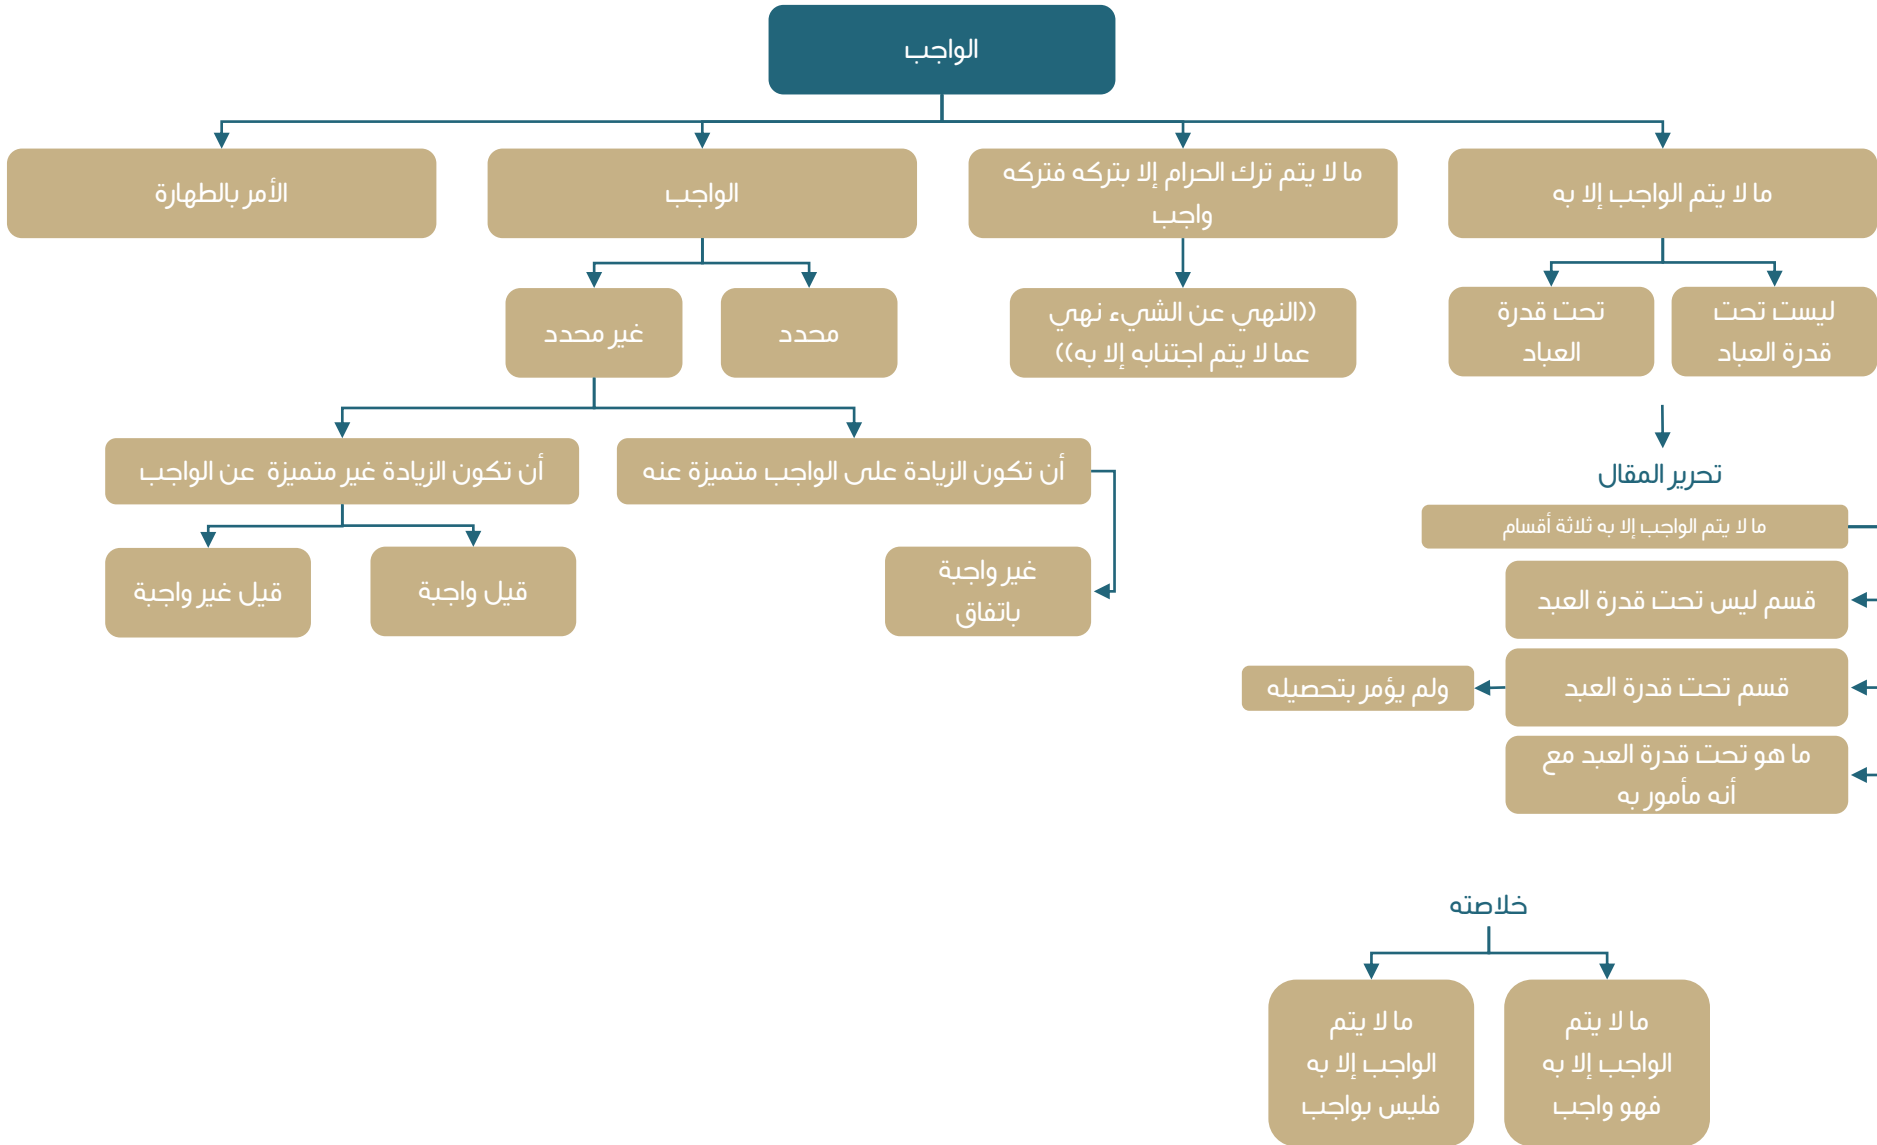 الواجب
ما لا يتم الواجب إلا به
ما لا يتم ترك الحرام إلا بتركه فتركه
واجب
الواجب
الأمر بالطهارة
ليست تحت
قدرة العباد
تحت قدرة
العباد
((النهي عن الشيء نهي
عما لا يتم اجتنابه إلا به))
محدد
غير محدد
أن تكون الزيادة على الواجب متميزة عنه
أن تكون الزيادة غير متميزة عن الواجب
غير واجبة
باتفاق
قيل واجبة
قيل غير واجبة
تحرير المقال
ما لا يتم الواجب إلا به ثلاثة أقسام
قسم ليس تحت قدرة العبد
قسم تحت قدرة العبد
ولم يؤمر بتحصيله
ما هو تحت قدرة العبد مع
أنه مأمور به
خلاصته
ما لا يتم
الواجب إلا به
فهو واجب
ما لا يتم
الواجب إلا به
فليس بواجب